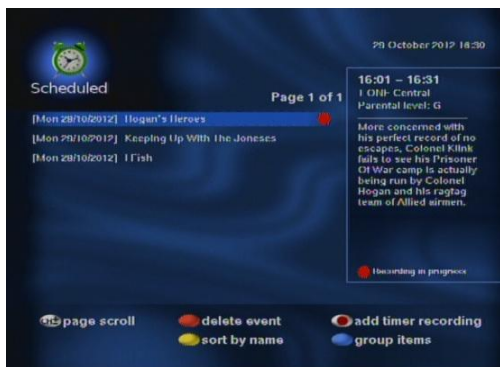 29 October 2012 16:30
Scheduled
Page 1 of 1
[Mon 29/10/2012] Hogan's Heroes
[Mon 29/10/2012] Keeping Up With The Joneses
[Mon 29/10/2012] I Fish
16:01 – 16:31
1 ONE Central
Parental level: G
More concerned with
his perfect record of no
escapes, Colonel Klink
fails to see his Prisoner
Of War camp is actually
being run by Colonel
Hogan and his ragtag
team of Allied airmen.
Recording in progress
page scroll
delete event
add timer recording
sort by name
group items